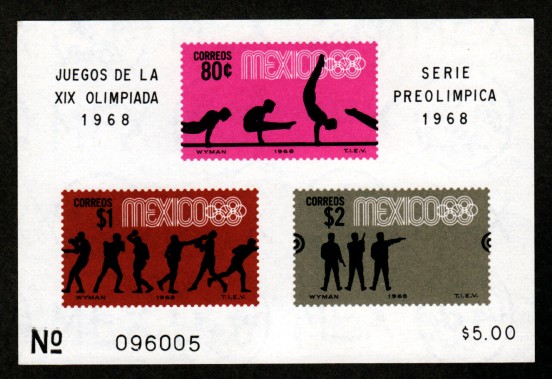 JUEGOS DE LA
XIX OLIMPIADA
1968
CORREOS
80¢
MEXICO68
WYMAN 1968 T.I.E.V.
SERIE
PREOLIMPICA
1968
CORREOS
$1
MEXICO68
WYMAN 1968 T.I.E.V.
CORREOS
$2
MEXICO68
WYMAN 1968 T.I.E.V.
Nº 096005
$5.00